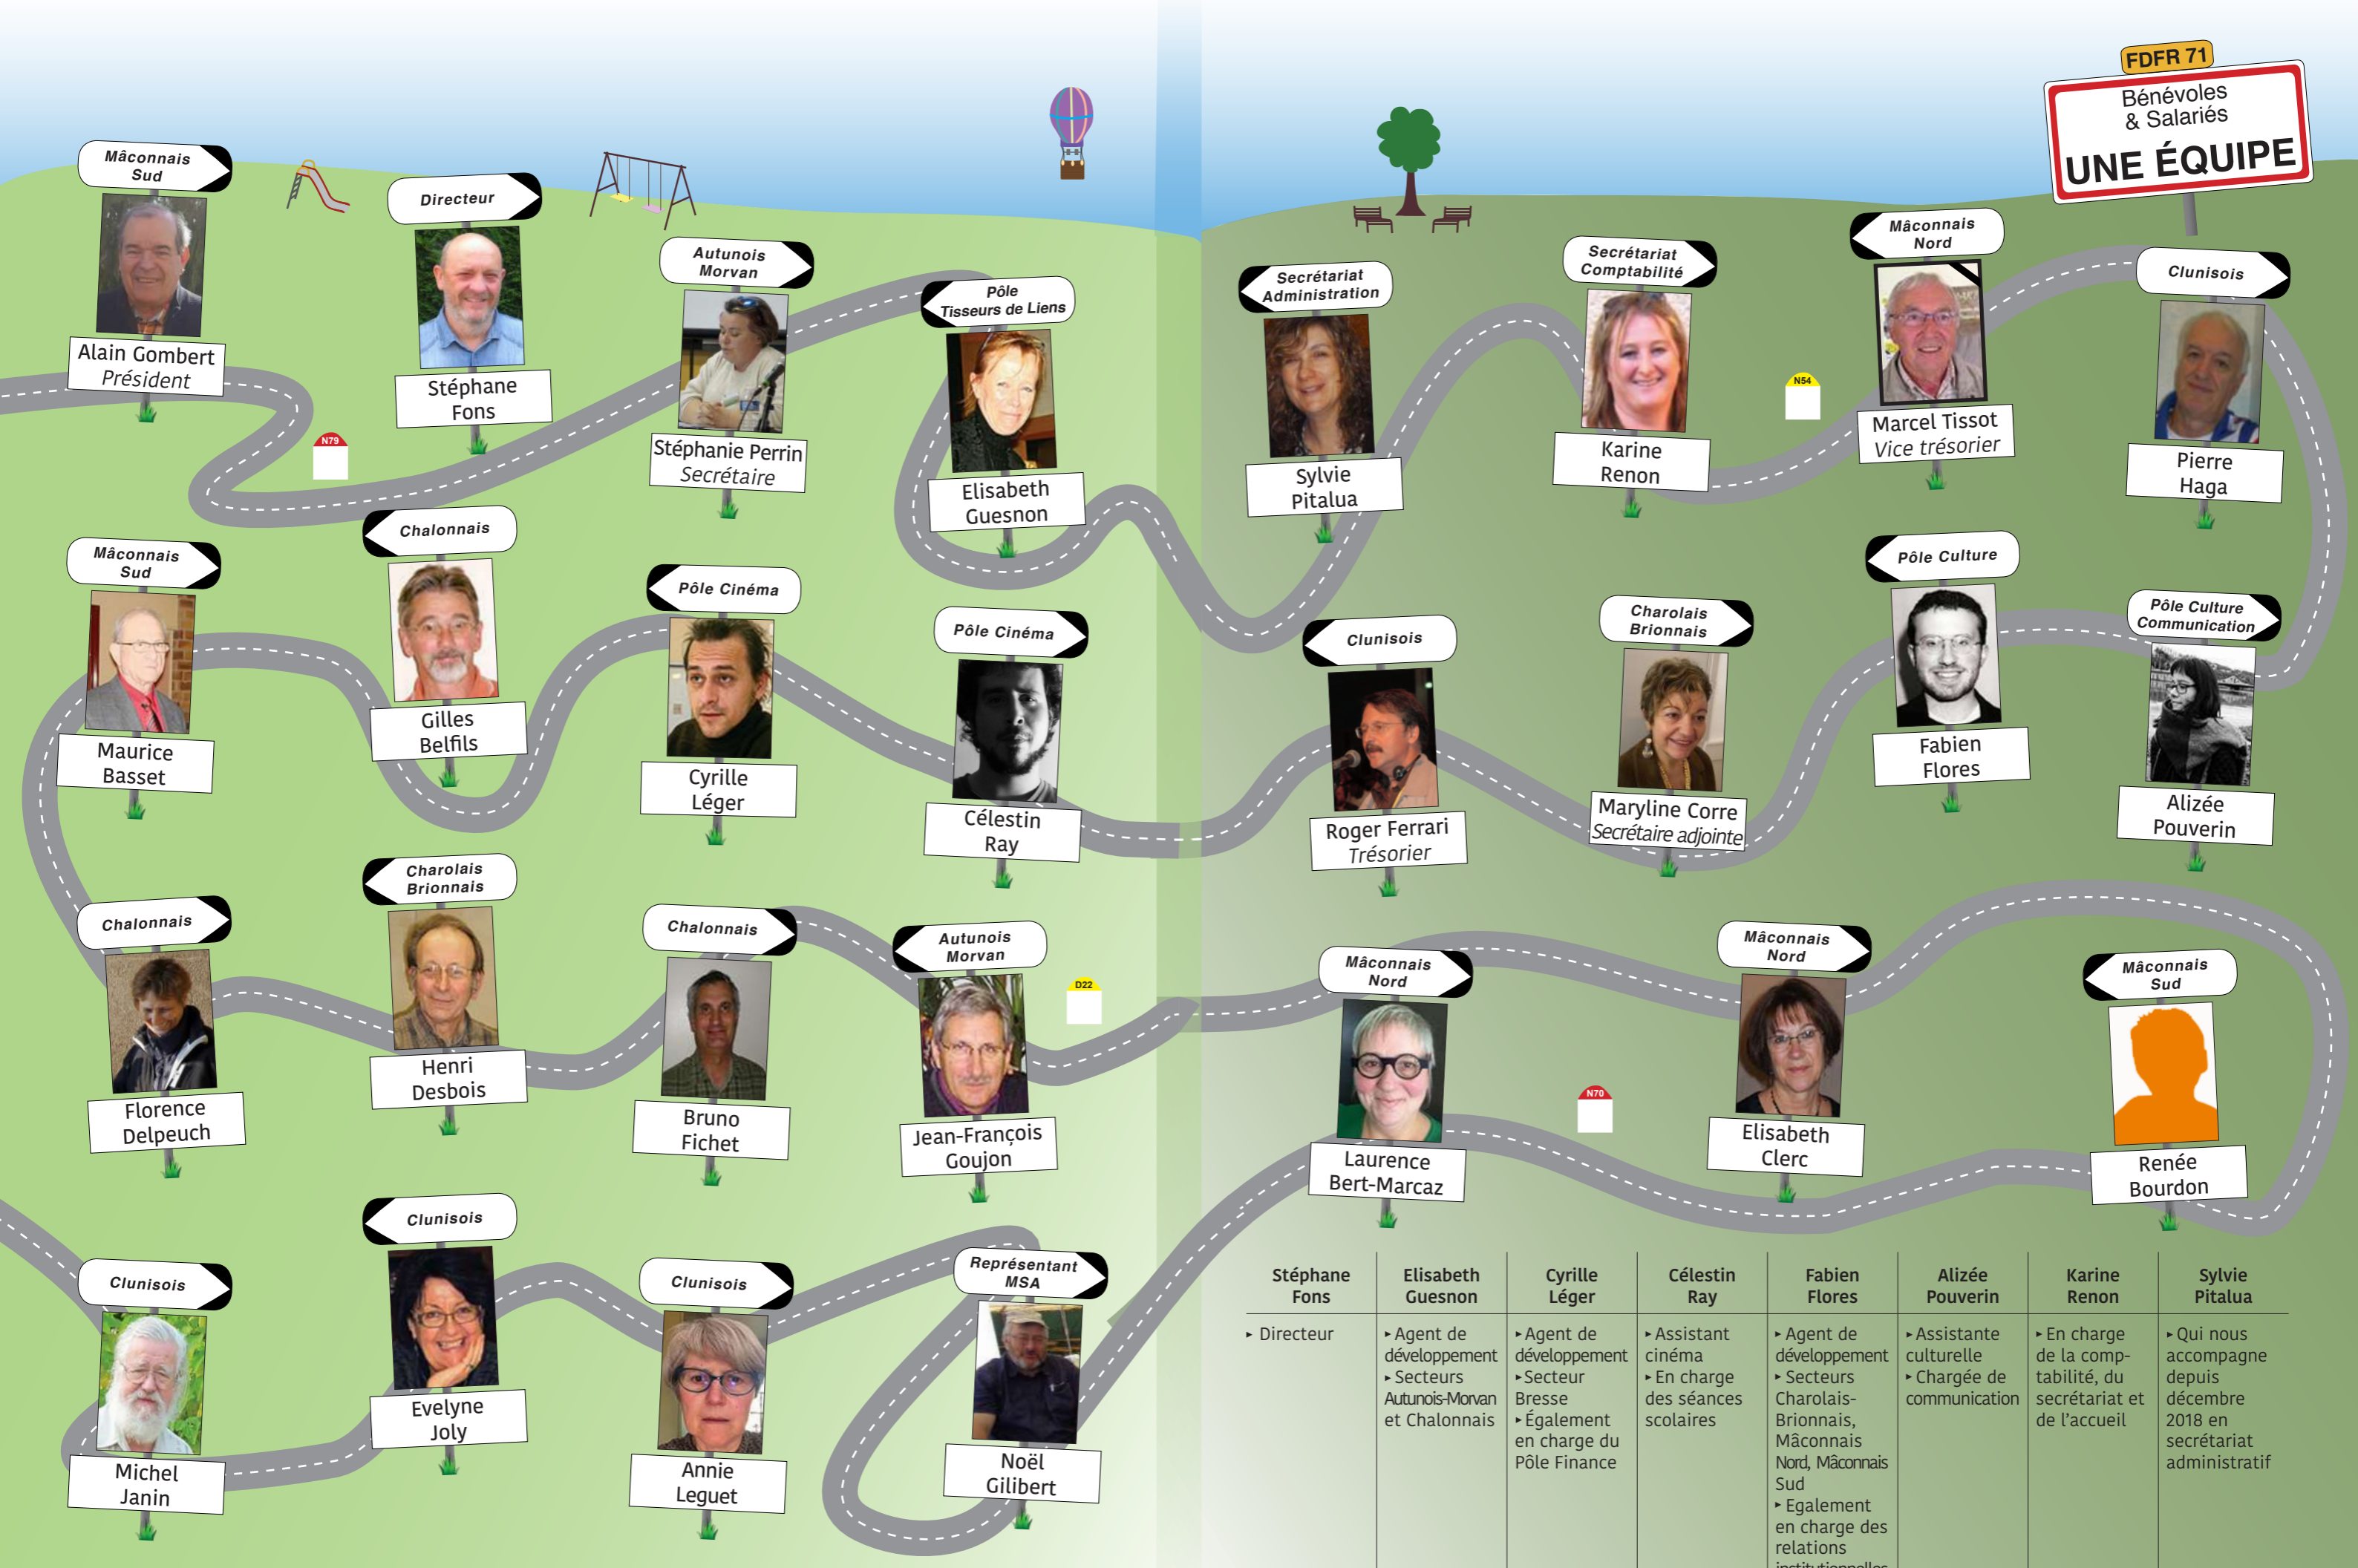 FDFR 71
Bénévoles
& Salariés
UNE ÉQUIPE
Mâconnais
Sud
Alain Gombert
Président
Directeur
Stéphane
Fons
Autunois
Morvan
Stéphanie Perrin
Secrétaire
Pôle
Tisseurs de Liens
Elisabeth
Guesnon
Secrétariat
Administration
Sylvie
Pitalua
Secrétariat
Comptabilité
Karine
Renon
Mâconnais
Nord
Marcel Tissot
Vice trésorier
Clunisois
Pierre
Haga
N79
N54
Mâconnais
Sud
Maurice
Basset
Chalonnais
Gilles
Belfils
Pôle Cinéma
Cyrille
Léger
Pôle Cinéma
Célestin
Ray
Clunisois
Roger Ferrari
Trésorier
Charolais
Brionnais
Maryline Corre
Secrétaire adjointe
Pôle Culture
Fabien
Flores
Pôle Culture
Communication
Alizée
Pouverin
Chalonnais
Florence
Delpeuch
Charolais
Brionnais
Henri
Desbois
Chalonnais
Bruno
Fichet
Autunois
Morvan
Jean-François
Goujon
D22
Mâconnais
Nord
Laurence
Bert-Marcaz
N70
Mâconnais
Nord
Elisabeth
Clerc
Mâconnais
Sud
Renée
Bourdon
Clunisois
Michel
Janin
Clunisois
Evelyne
Joly
Clunisois
Annie
Leguet
Représentant
MSA
Noël
Gilibert
Stéphane
Fons
‣ Directeur
Elisabeth
Guesnon
‣ Agent de
développement
‣ Secteurs
Autunois-Morvan
et Chalonnais
Cyrille
Léger
‣ Agent de
développement
‣ Secteur
Bresse
‣ Également
en charge du
Pôle Finance
Célestin
Ray
‣ Assistant
cinéma
‣ En charge
des séances
scolaires
Fabien
Flores
‣ Agent de
développement
‣ Secteurs
Charolais-
Brionnais,
Mâconnais
Nord, Mâconnais
Sud
‣ Egalement
en charge des
relations
institutionnelles
Alizée
Pouverin
‣ Assistante
culturelle
‣ Chargée de
communication
Karine
Renon
‣ En charge
de la comp-
tabilité, du
secrétariat et
de l'accueil
Sylvie
Pitalua
‣ Qui nous
accompagne
depuis
décembre
2018 en
secrétariat
administratif